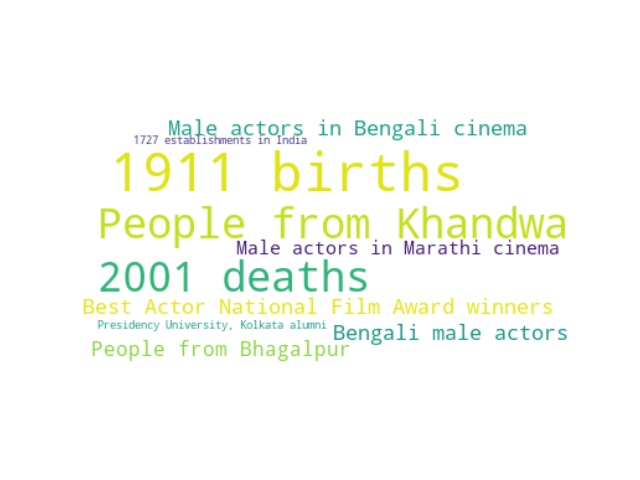 Male actors in Bengali cinema
1727 establishments in India
1911 births
People from Khandwa
Male actors in Marathi cinema
2001 deaths
Best Actor National Film Award winners
Presidency University, Kolkata alumni
Bengali male actors
People from Bhagalpur